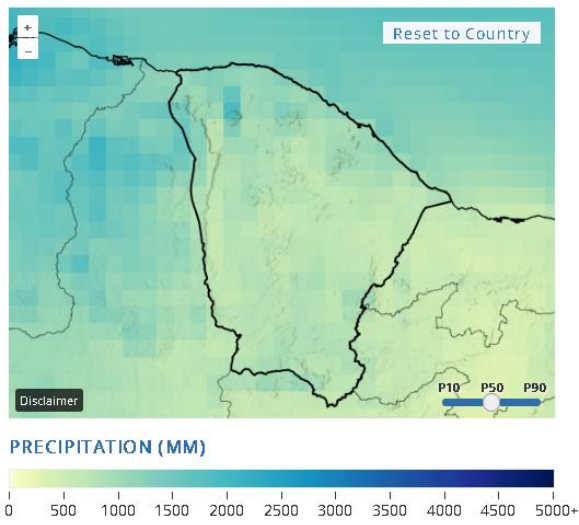 +
−
Reset to Country
Disclaimer
P10 P50 P90
PRECIPITATION (MM)
0 500 1000 1500 2000 2500 3000 3500 4000 4500 5000+